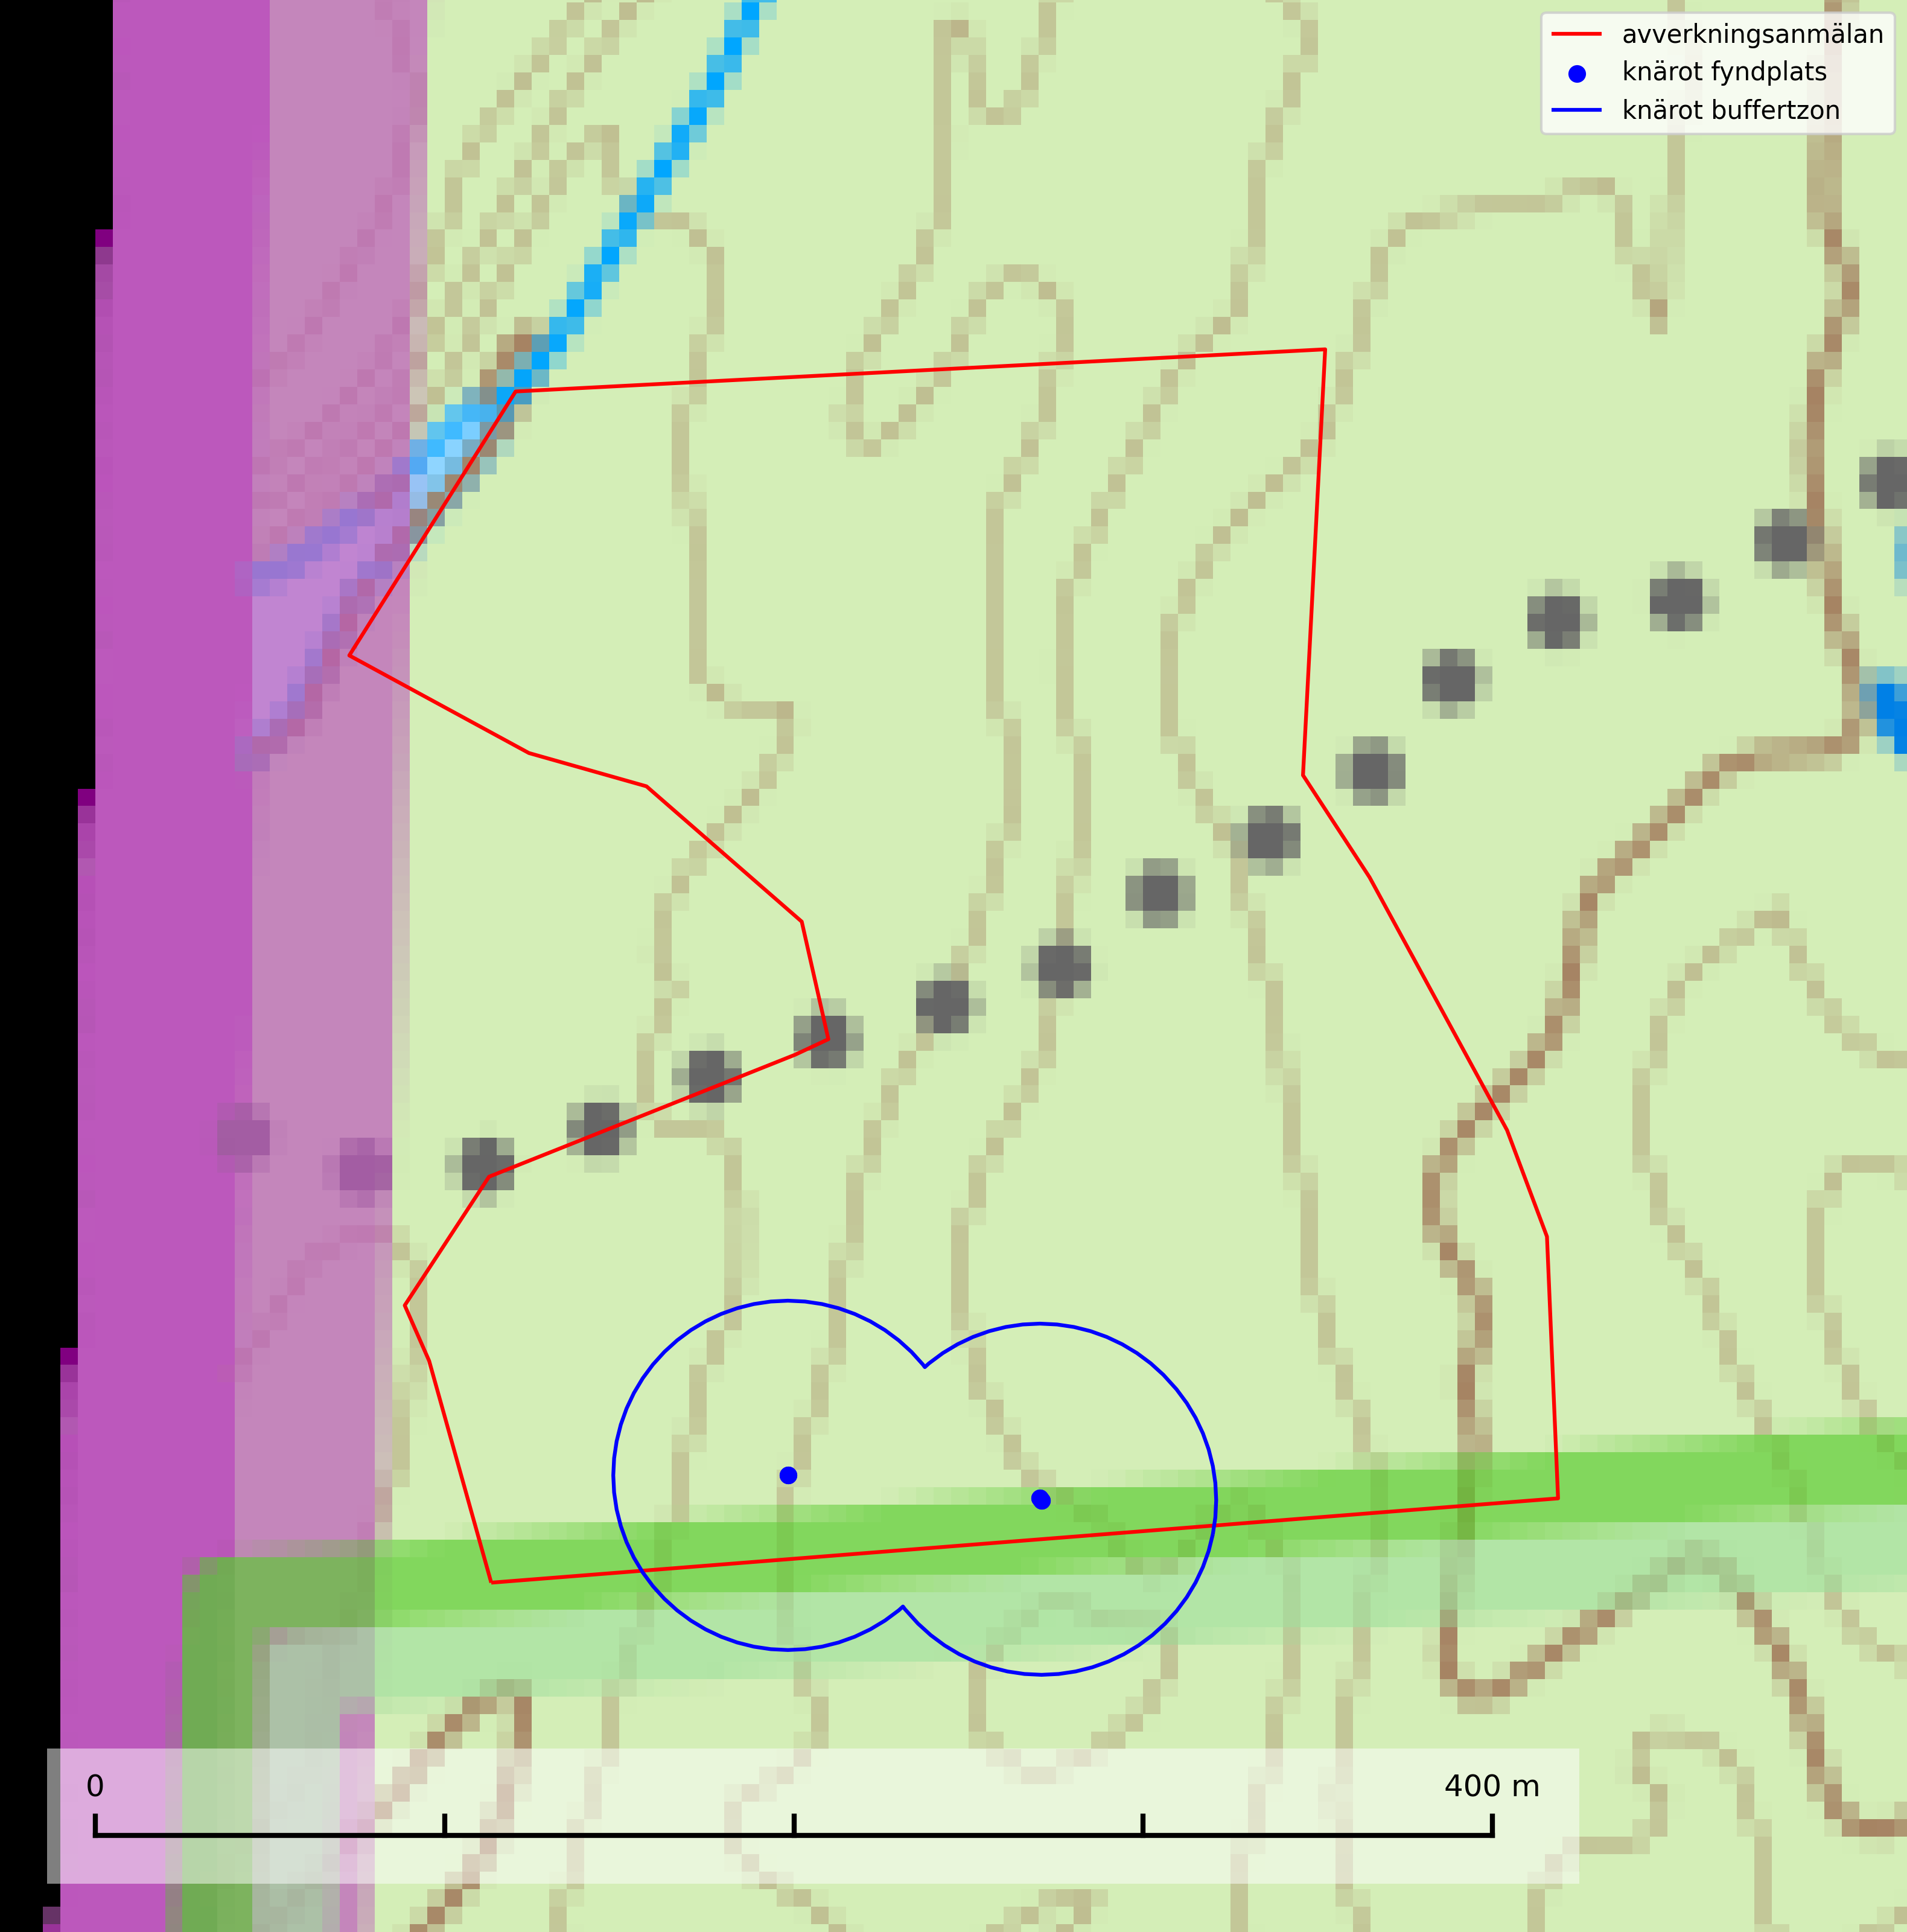 avverkningsanmälan
knärot fyndplats
knärot buffertzon
0 400 m